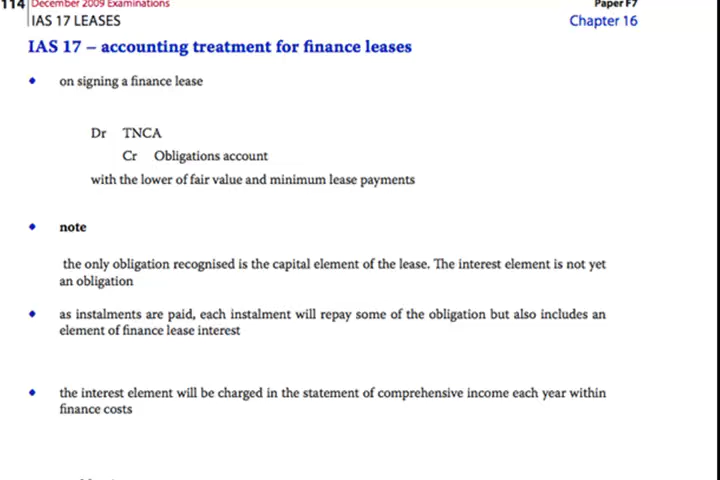 114 December 2009 Examinations Paper F7
IAS 17 LEASES Chapter 16
IAS 17 – accounting treatment for finance leases
on signing a finance lease
Dr TNCA
Cr Obligations account
with the lower of fair value and minimum lease payments
note
the only obligation recognised is the capital element of the lease. The interest element is not yet
an obligation
as instalments are paid, each instalment will repay some of the obligation but also includes an
element of finance lease interest
the interest element will be charged in the statement of comprehensive income each year within
finance costs